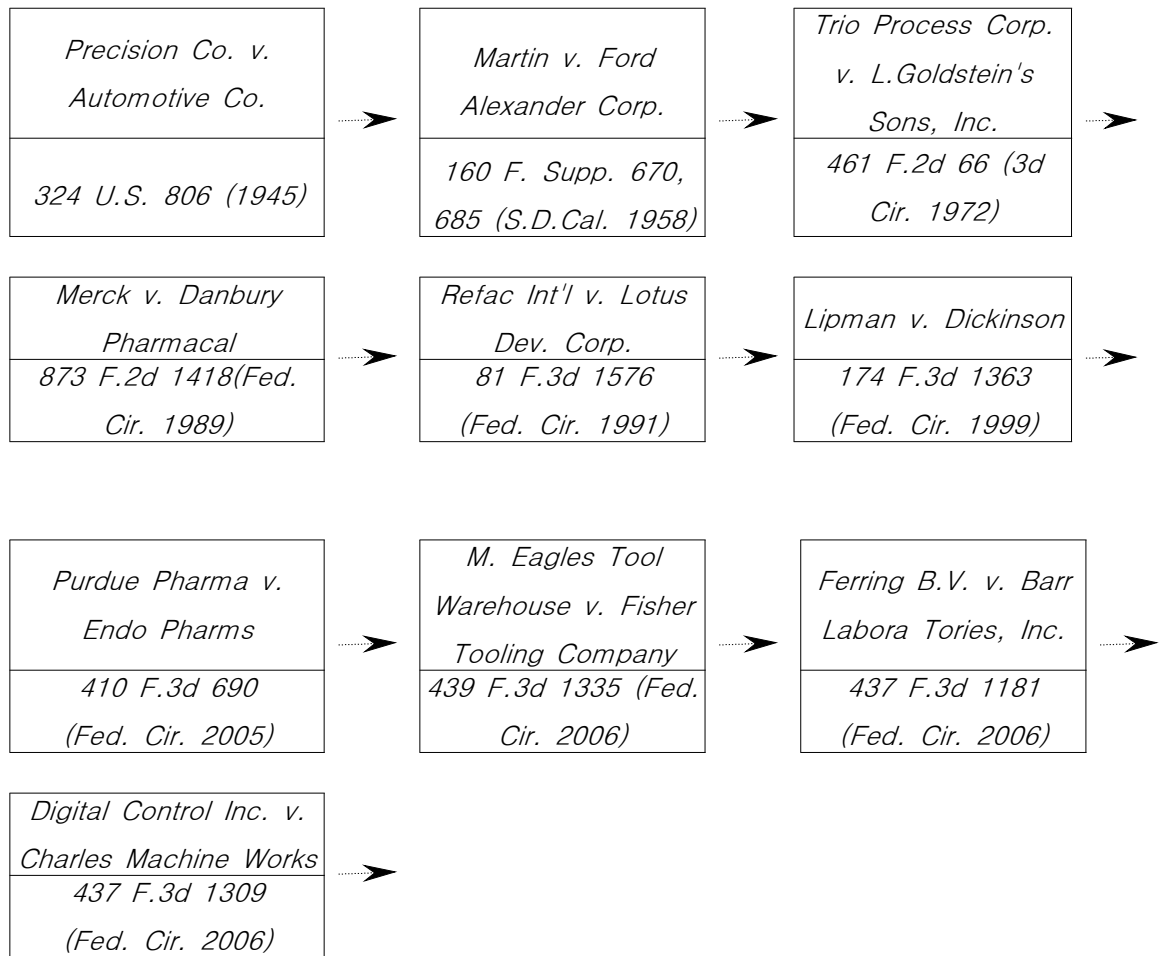 Precision Co. v.
Automotive Co.
324 U.S. 806 (1945)
Martin v. Ford
Alexander Corp.
160 F. Supp. 670,
685 (S.D.Cal. 1958)
Trio Process Corp.
v. L.Goldstein's
Sons, Inc.
461 F.2d 66 (3d
Cir. 1972)
Merck v. Danbury
Pharmacal
873 F.2d 1418(Fed.
Cir. 1989)
Refac Int'l v. Lotus
Dev. Corp.
81 F.3d 1576
(Fed. Cir. 1991)
Lipman v. Dickinson
174 F.3d 1363
(Fed. Cir. 1999)
Purdue Pharma v.
Endo Pharms
410 F.3d 690
(Fed. Cir. 2005)
M. Eagles Tool
Warehouse v. Fisher
Tooling Company
439 F.3d 1335 (Fed.
Cir. 2006)
Ferring B.V. v. Barr
Labora Tories, Inc.
437 F.3d 1181
(Fed. Cir. 2006)
Digital Control Inc. v.
Charles Machine Works
437 F.3d 1309
(Fed. Cir. 2006)